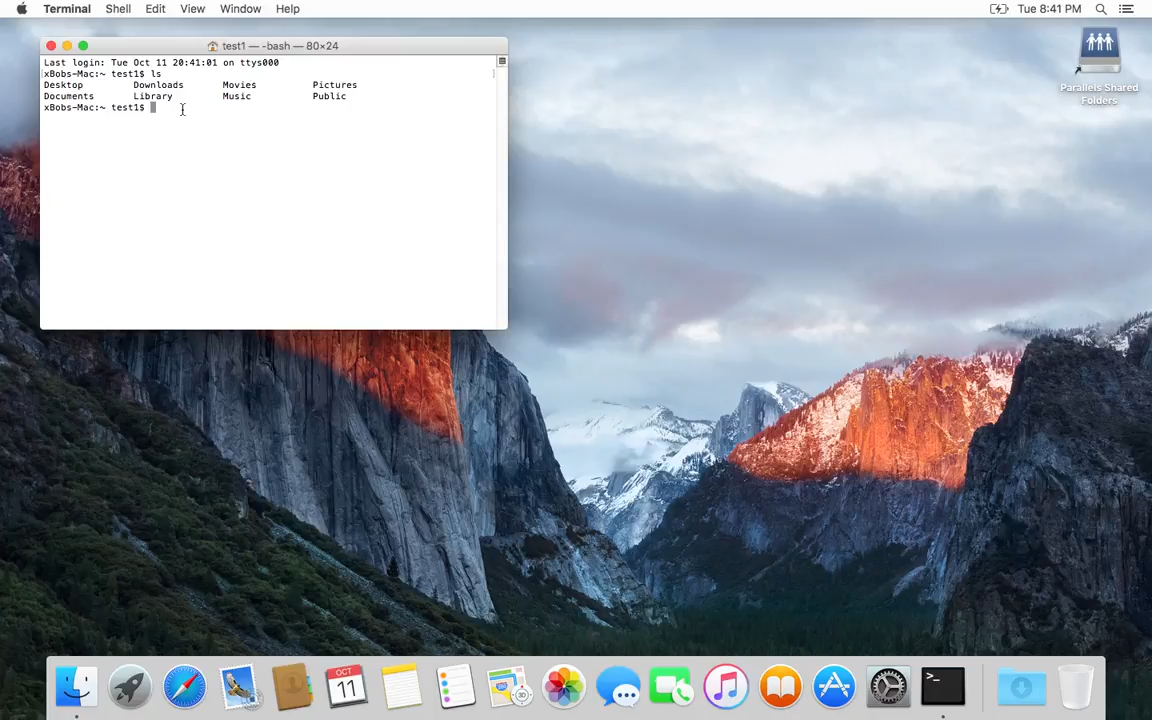 Terminal Shell Edit View Window Help Tue 8:41 PM
test1 — -bash — 80×24
Last login: Tue Oct 11 20:41:01 on ttys000
[xBobs-Mac:~ test1$ ls ]
Desktop Downloads Movies Pictures
Documents Library Music Public
xBobs-Mac:~ test1$
Parallels Shared
Folders
OCT
11
3D
>_